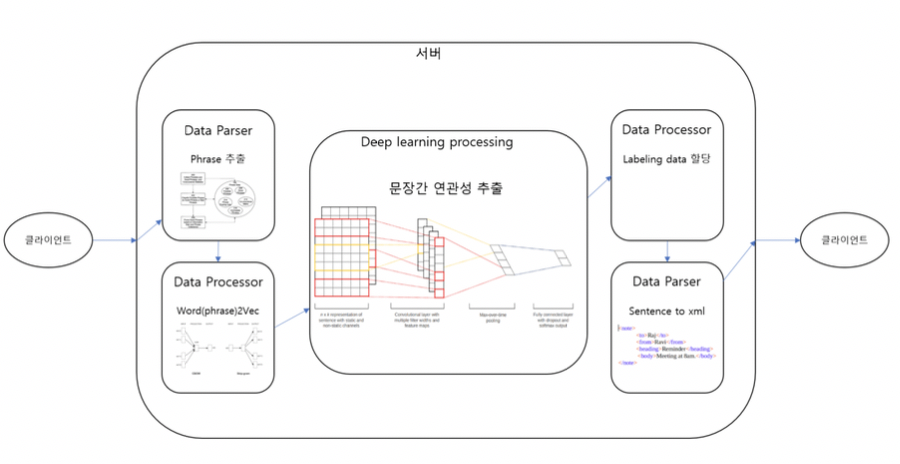 서버
클라이언트
Data Parser
Phrase 추출
Data Processor
Word(phrase)2Vec
Deep learning processing
문장간 연관성 추출
n x k representation of
sentence with static and
non-static channels
Convolutional layer with
multiple filter widths and
feature maps
Max-over-time
pooling
Fully connected layer
with dropout and
softmax output
Data Processor
Labeling data 할당
Data Parser
Sentence to xml
<note>
<to>Raj</to>
<from>Ravi</from>
<heading>Reminder</heading>
<body>Meeting at 8am.</body>
</note>
클라이언트